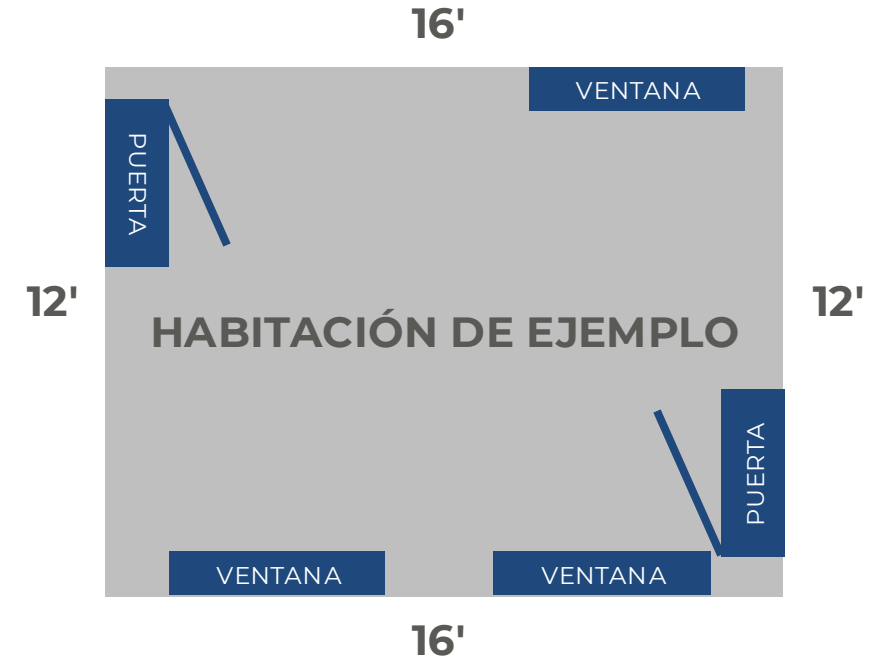 16'
VENTANA
PUERTA
12'
12'
HABITACIÓN DE EJEMPLO
PUERTA
VENTANA
VENTANA
16'